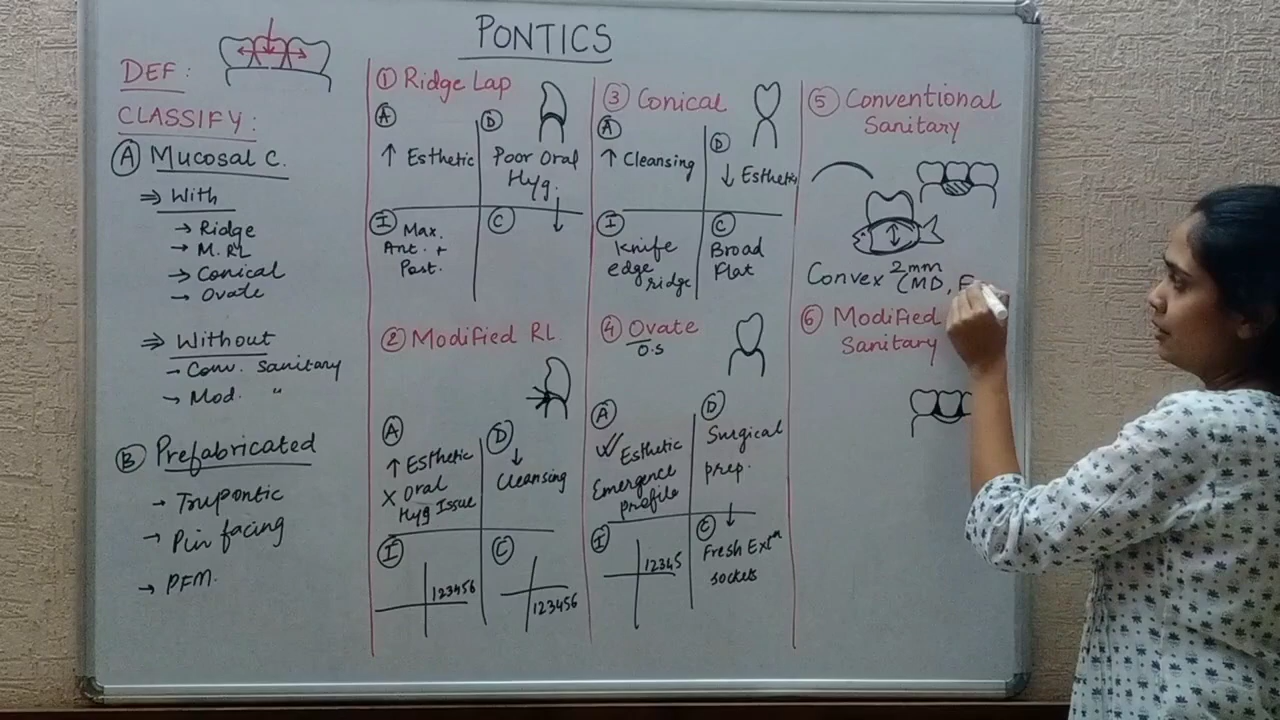 PONTICS
DEF:
CLASSIFY:
Ⓐ Mucosal C.
⇒ With
→ Ridge
→ M. RL
→ Conical
→ Ovate
⇒ Without
→ Conv. Sanitary
→ Mod. "
Ⓑ Prefabricated
→ Trupontic
→ Pin facing
→ PFM.
① Ridge Lap
Ⓐ
↑ Esthetic
Ⓓ
Poor Oral
Hyg.
↓
Ⓘ Max.
Ant. +
Post.
Ⓒ
② Modified RL
Ⓐ
↑ Esthetic
X Oral
Hyg Issue
Ⓓ
↓
Cleansing
Ⓘ
123456
Ⓒ
123456
③ Conical
Ⓐ
↑ Cleansing
Ⓓ
↓ Esthetic
Ⓘ
Knife
edge
ridge
Ⓒ
Broad
Flat
④ Ovate
O.S
Ⓐ
Esthetic
Emergence
profile
Ⓓ
Surgical
prep.
↓
Ⓘ
12345
Ⓒ
Fresh Extⁿ
sockets
⑤ Conventional
Sanitary
Convex 2mm
(MD, F
⑥ Modified
Sanitary